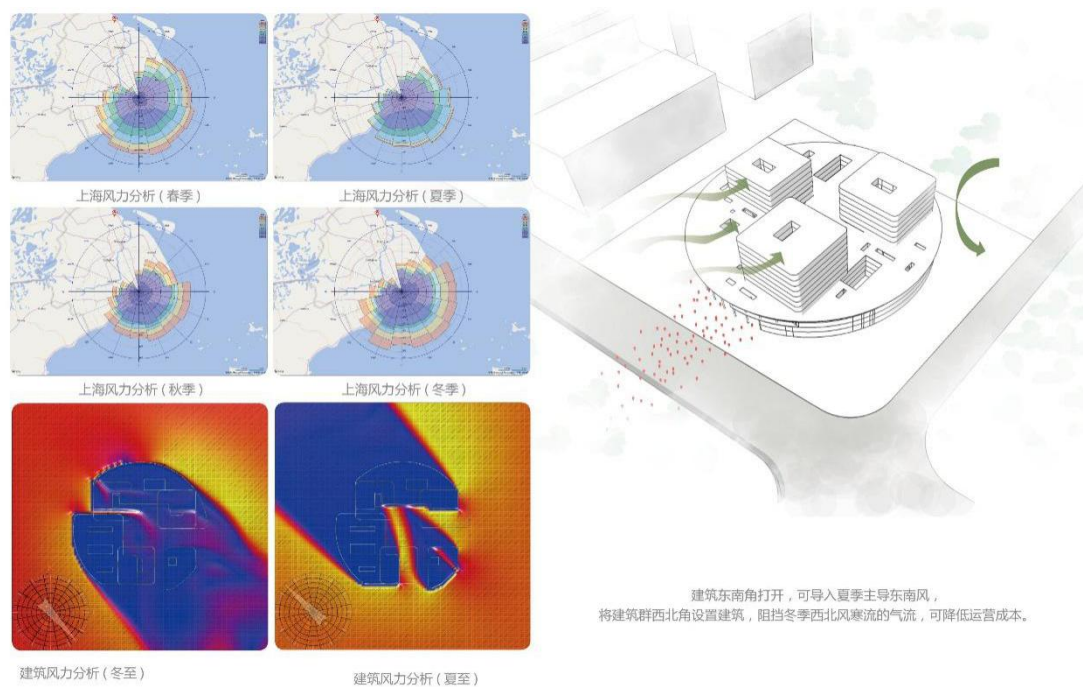 上海风力分析 ( 春季 )
上海风力分析 ( 夏季 )
上海风力分析 ( 秋季 )
上海风力分析 ( 冬季 )
建筑风力分析 ( 冬至 )
建筑风力分析 ( 夏至 )
建筑东南角打开，可导入夏季主导东南风，
将建筑群西北角设置建筑，阻挡冬季西北风寒流的气流，可降低运营成本。